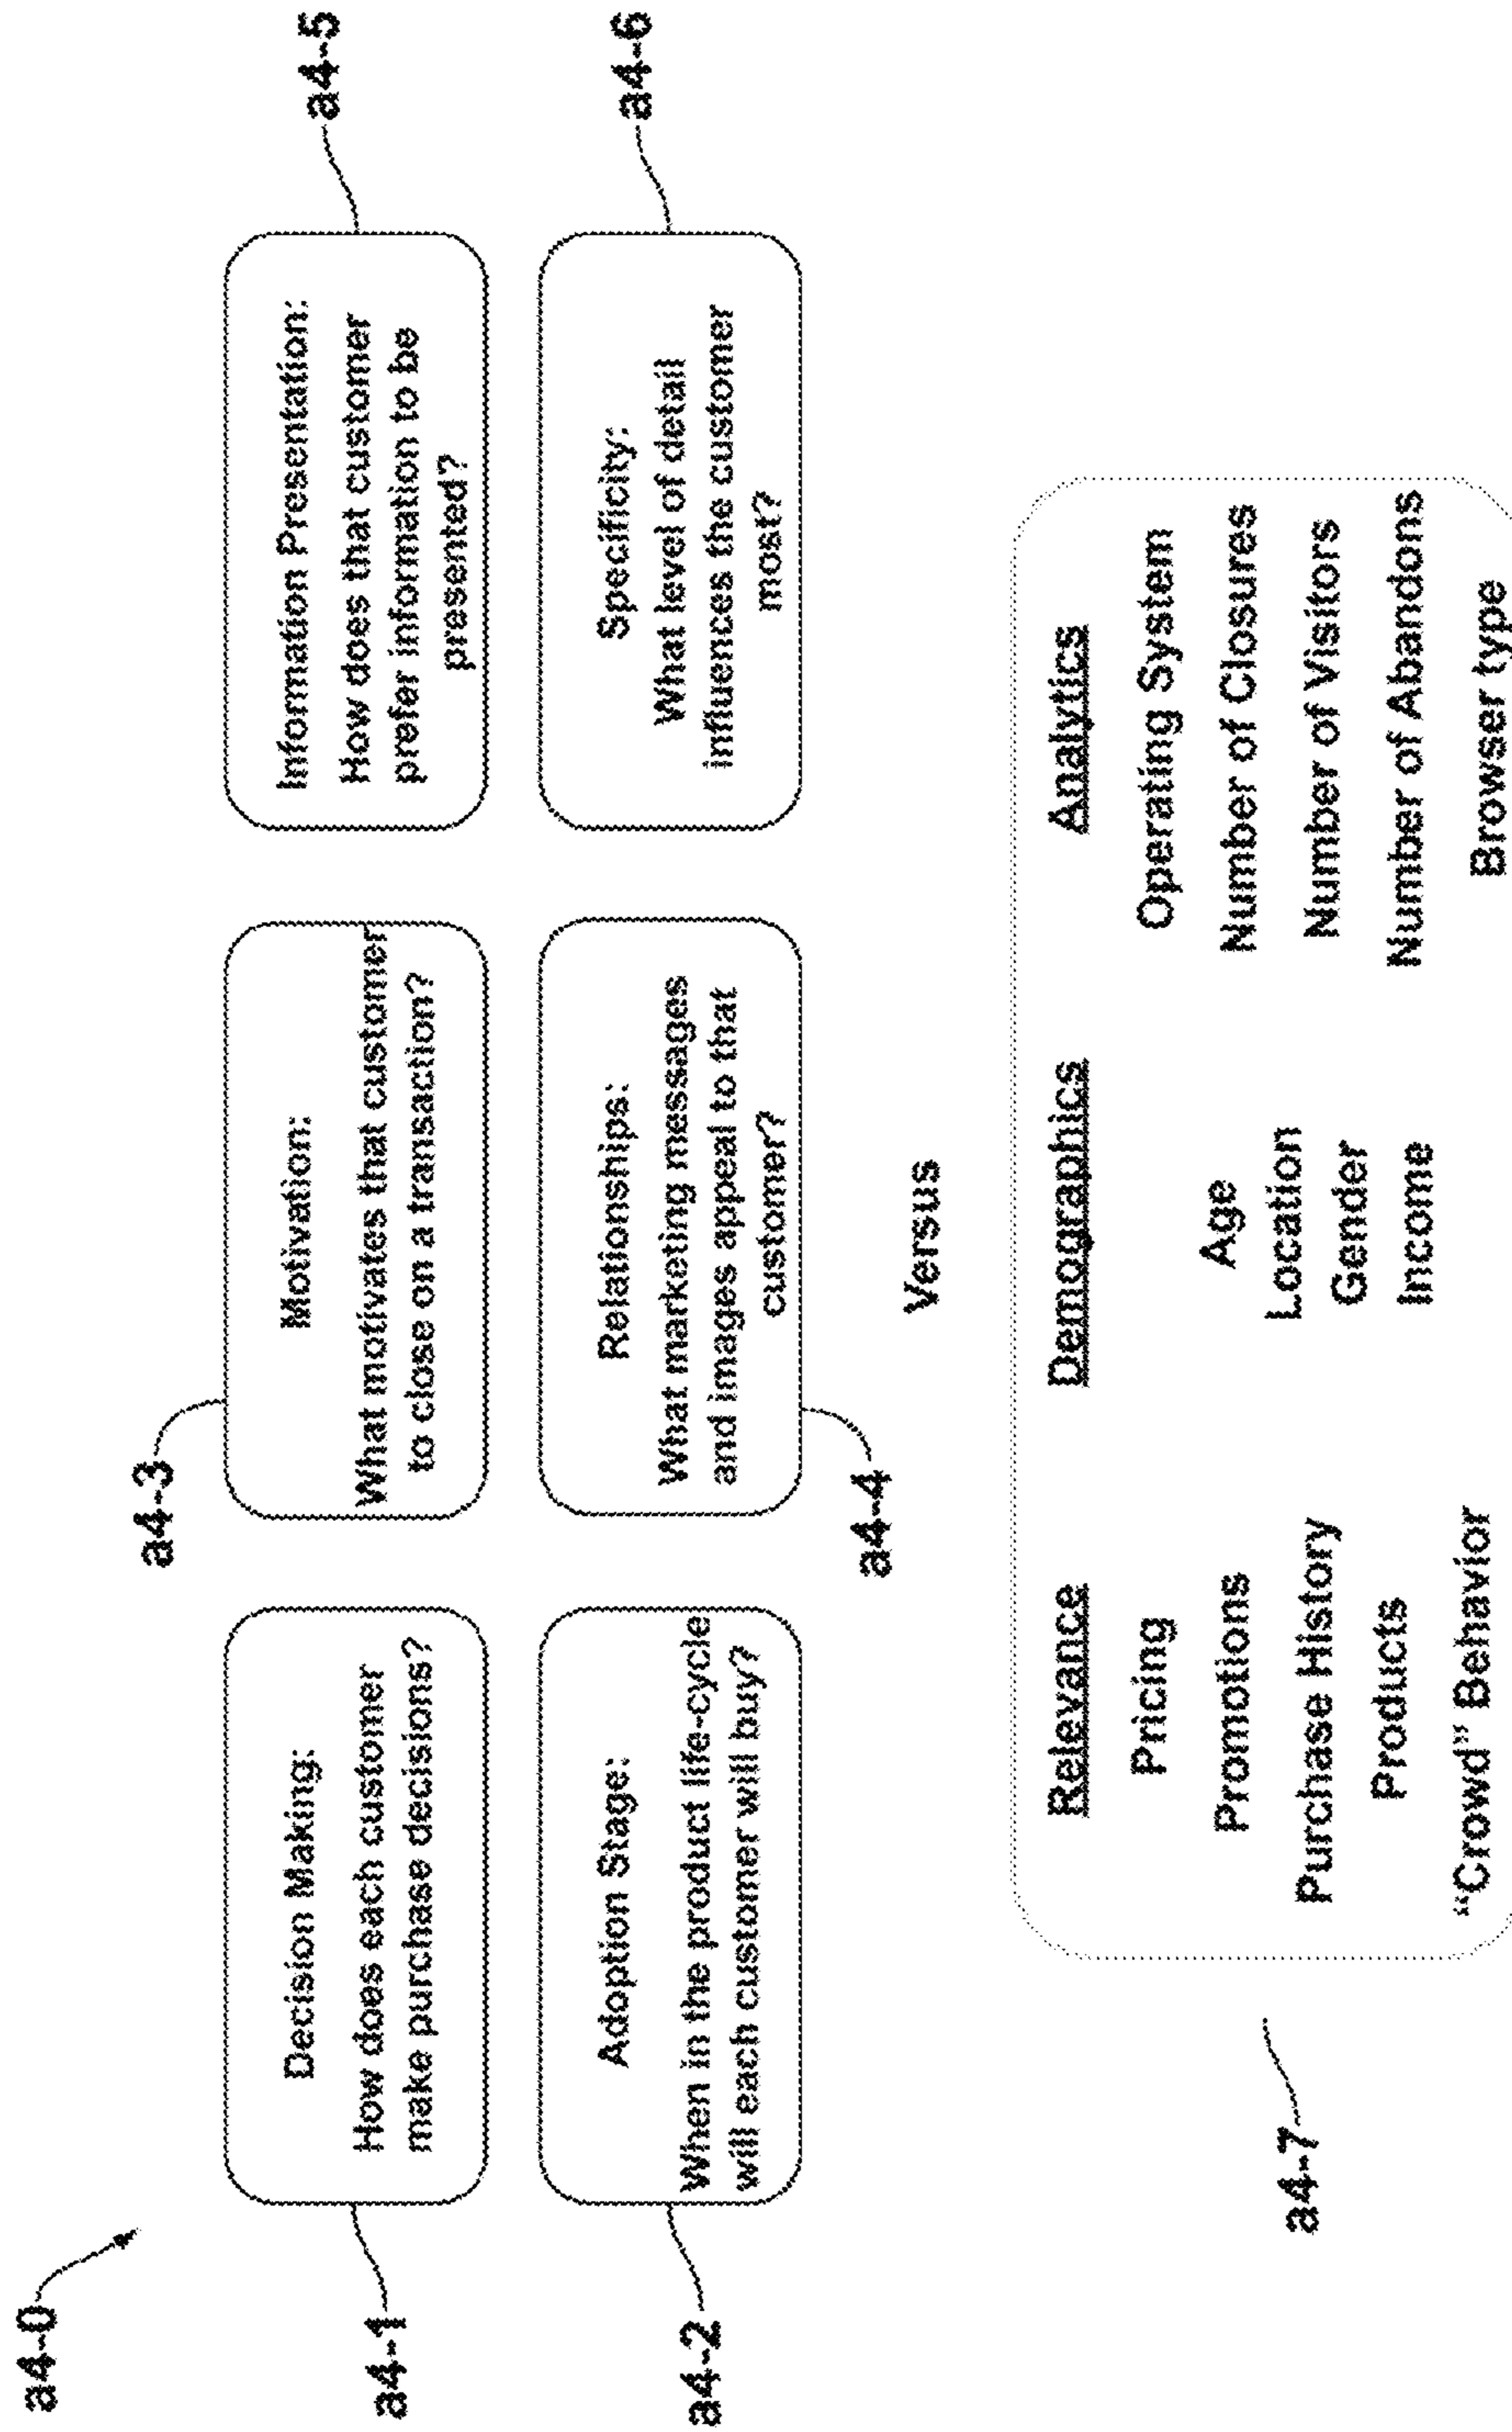 a4-0
a4-3
a4-5
Decision Making:
How does each customer
make purchase decisions?
a4-1
Motivation:
What motivates that customer
to close on a transaction?
Information Presentation:
How does that customer
prefer information to be
presented?
a4-6
Adoption Stage:
When in the product life-cycle
will each customer will buy?
a4-2
Relationships:
What marketing messages
and images appeal to that
customer?
a4-4
Specificity:
What level of detail
influences the customer
most?
Versus
a4-7
Relevance
Pricing
Promotions
Purchase History
Products
“Crowd” Behavior
Demographics
Age
Location
Gender
Income
Analytics
Operating System
Number of Closures
Number of Visitors
Number of Abandons
Browser type